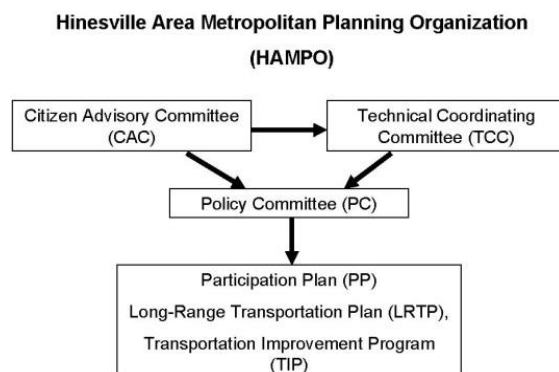 Hinesville Area Metropolitan Planning Organization
(HAMPO)
Citizen Advisory Committee
(CAC)
Technical Coordinating
Committee (TCC)
Policy Committee (PC)
Participation Plan (PP)
Long-Range Transportation Plan (LRTP),
Transportation Improvement Program
(TIP)